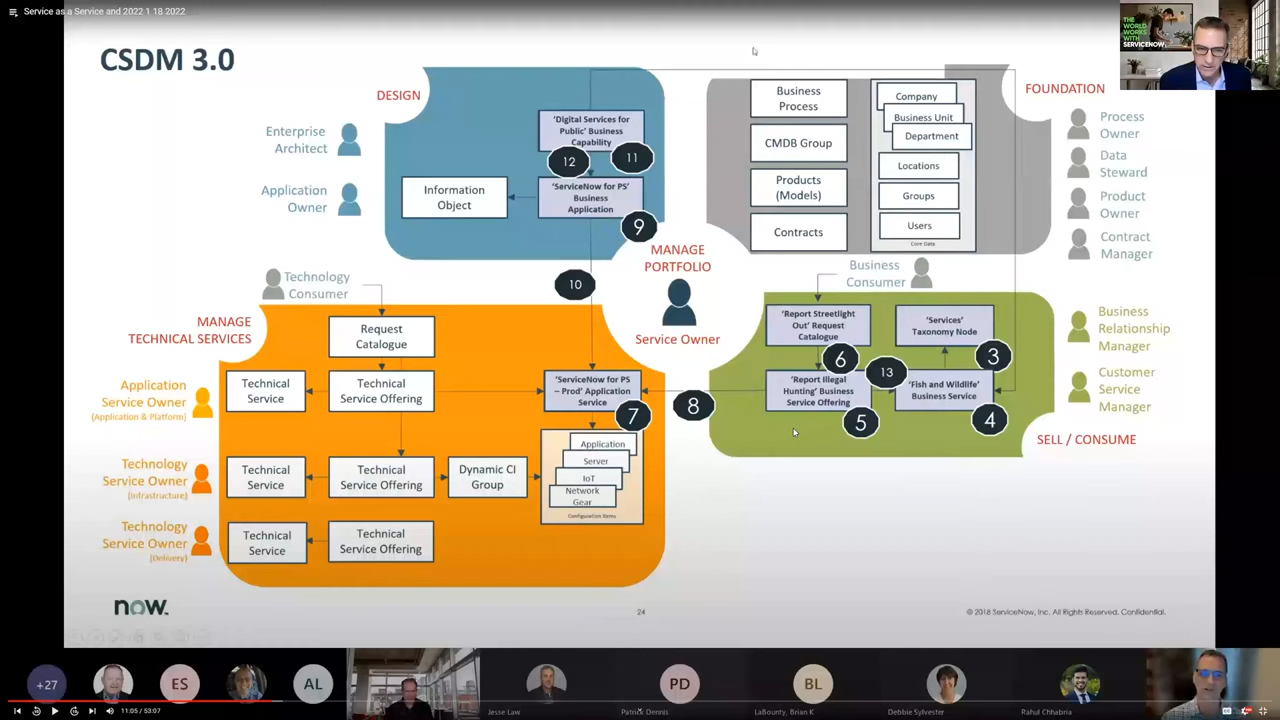 Service as a Service and 2022 1 18 2022
THE
WORLD
WORKS
WITH
SERVICENOW
CSDM 3.0
DESIGN
Enterprise
Architect
Application
Owner
'Digital Services for
Public' Business
Capability
12
11
Information
Object
'ServiceNow for PS'
Business
Application
9
10
MANAGE
PORTFOLIO
Service Owner
FOUNDATION
Business
Process
CMDB Group
Products
(Models)
Contracts
Company
Business Unit
Department
Locations
Groups
Users
Core Data
Process
Owner
Data
Steward
Product
Owner
Contract
Manager
Technology
Consumer
MANAGE
TECHNICAL SERVICES
Request
Catalogue
Application
Service Owner
(Application & Platform)
Technical
Service
Technical
Service Offering
'ServiceNow for PS
– Prod' Application
Service
7
8
Technology
Service Owner
(Infrastructure)
Technical
Service
Technical
Service Offering
Dynamic CI
Group
Application
Server
IoT
Network
Gear
Configuration Items
Technology
Service Owner
(Delivery)
Technical
Service
Technical
Service Offering
Business
Consumer
'Report Streetlight
Out' Request
Catalogue
6
'Services'
Taxonomy Node
3
13
'Report Illegal
Hunting' Business
Service Offering
5
'Fish and Wildlife'
Business Service
4
Business
Relationship
Manager
Customer
Service
Manager
SELL / CONSUME
now.
24
© 2018 ServiceNow, Inc. All Rights Reserved. Confidential.
+27
ES
AL
PD
BL
Jesse Law
Patrick Dennis
LaBounty, Brian K
Debbie Sylvester
Rahul Chhabria
11:05 / 53:07